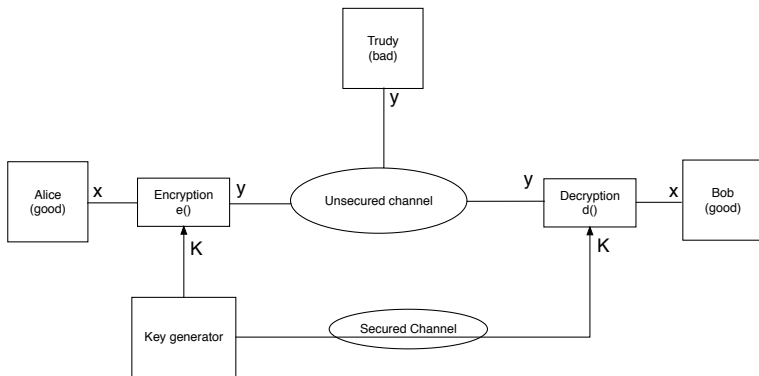 Trudy
(bad)
y
Alice
(good)
x
Encryption
e()
y
Unsecured channel
y
Decryption
d()
x
Bob
(good)
K
K
Key generator
Secured Channel